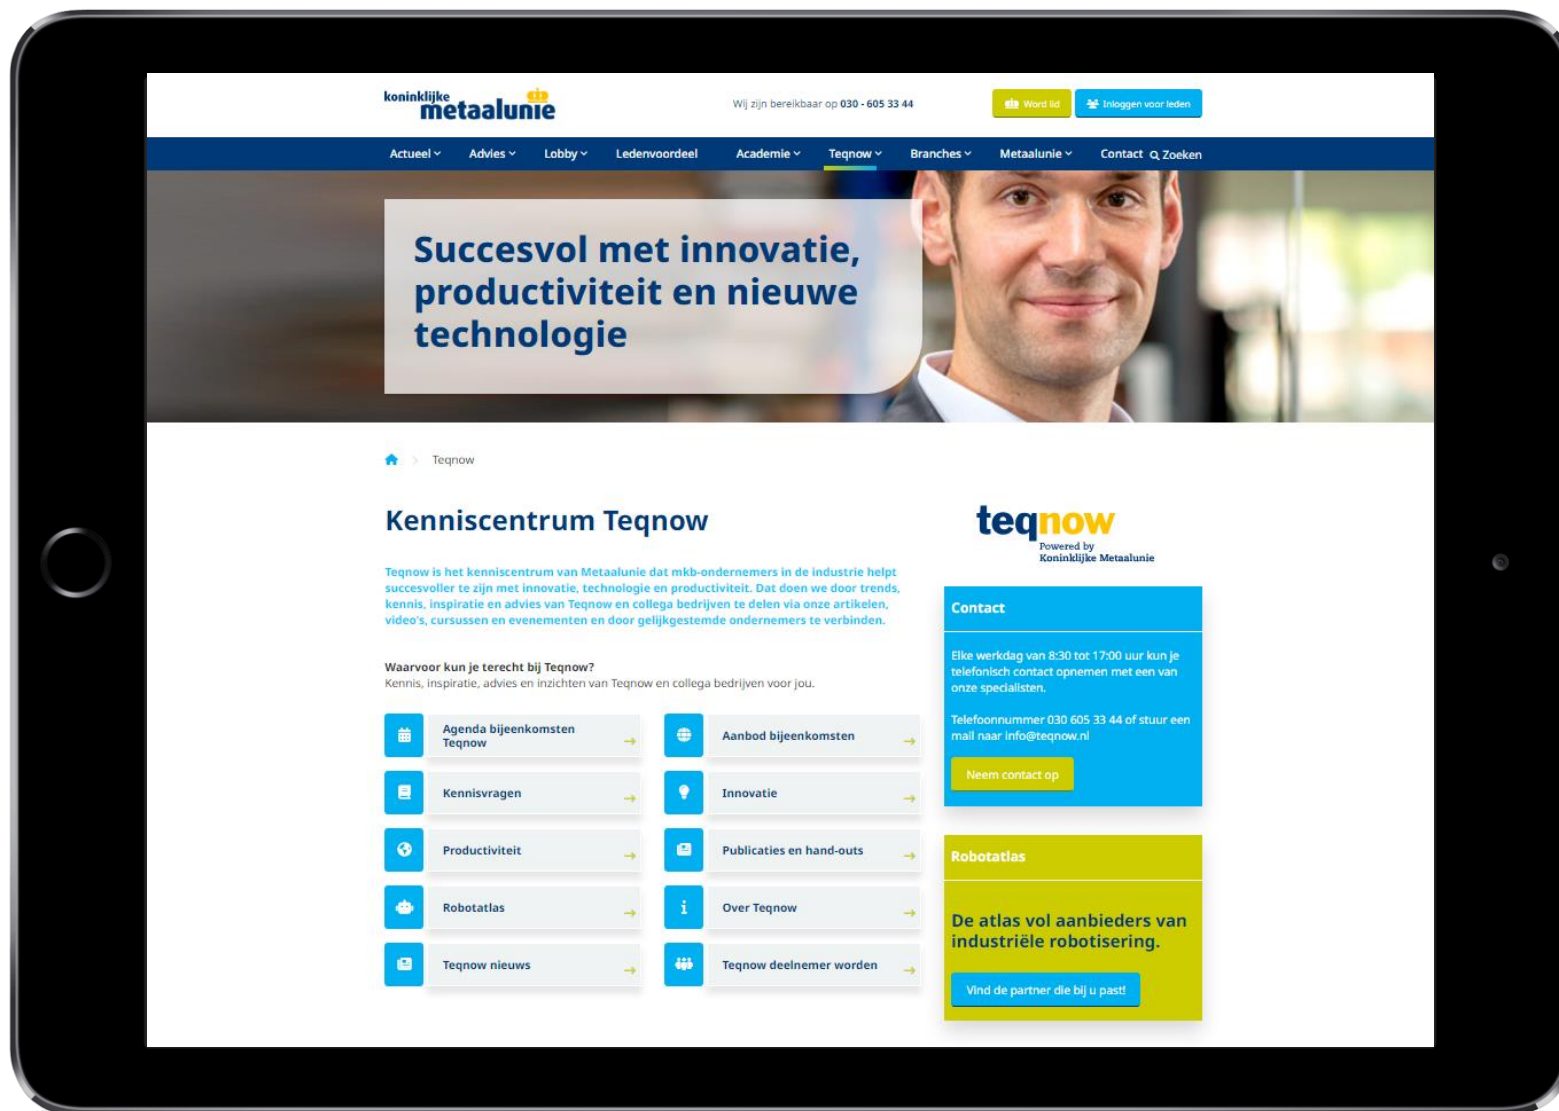 koninklijke
metaalunie
Wij zijn bereikbaar op 030 - 605 33 44
Word lid
Inloggen voor leden
Actueel
Advies
Lobby
Ledenvoordeel
Academie
Teqnow
Branches
Metaalunie
Contact
Zoeken
Succesvol met innovatie,
productiviteit en nieuwe
technologie
Teqnow
Kenniscentrum Teqnow
Teqnow is het kenniscentrum van Metaalunie dat mkb-ondernemers in de industrie helpt
succesvoller te zijn met innovatie, technologie en productiviteit. Dat doen we door trends,
kennis, inspiratie en advies van Teqnow en collega bedrijven te delen via onze artikelen,
video's, cursussen en evenementen en door gelijkgestemde ondernemers te verbinden.
Waarvoor kun je terecht bij Teqnow?
Kennis, inspiratie, advies en inzichten van Teqnow en collega bedrijven voor jou.
Agenda bijeenkomsten
Teqnow
Aanbod bijeenkomsten
Kennisvragen
Innovatie
Productiviteit
Publicaties en hand-outs
Robotatlas
Over Teqnow
Teqnow nieuws
Teqnow deelnemer worden
teqnow
Powered by
Koninklijke Metaalunie
Contact
Elke werkdag van 8:30 tot 17:00 uur kun je
telefonisch contact opnemen met een van
onze specialisten.
Telefoonnummer 030 605 33 44 of stuur een
mail naar info@teqnow.nl
Neem contact op
Robotatlas
De atlas vol aanbieders van
industriële robotisering.
Vind de partner die bij u past!